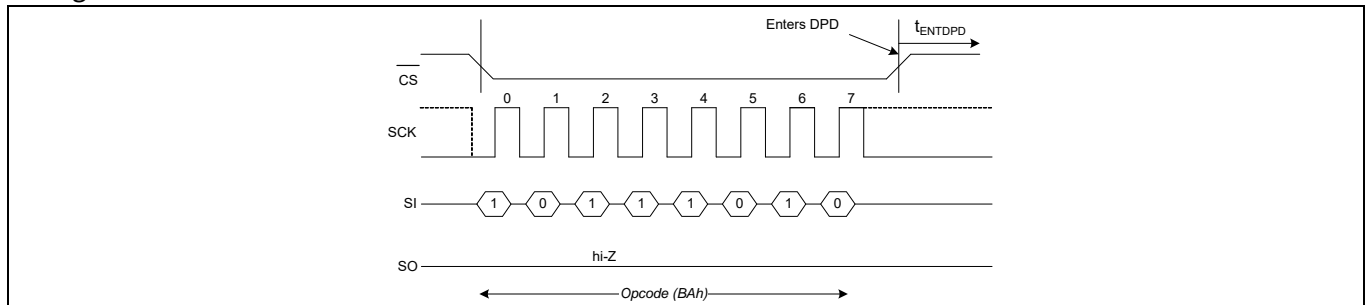 Enters DPD
tENTDPD
CS
0 1 2 3 4 5 6 7
SCK
SI 1 0 1 1 1 0 1 0
hi-Z
SO
Opcode (BAh)